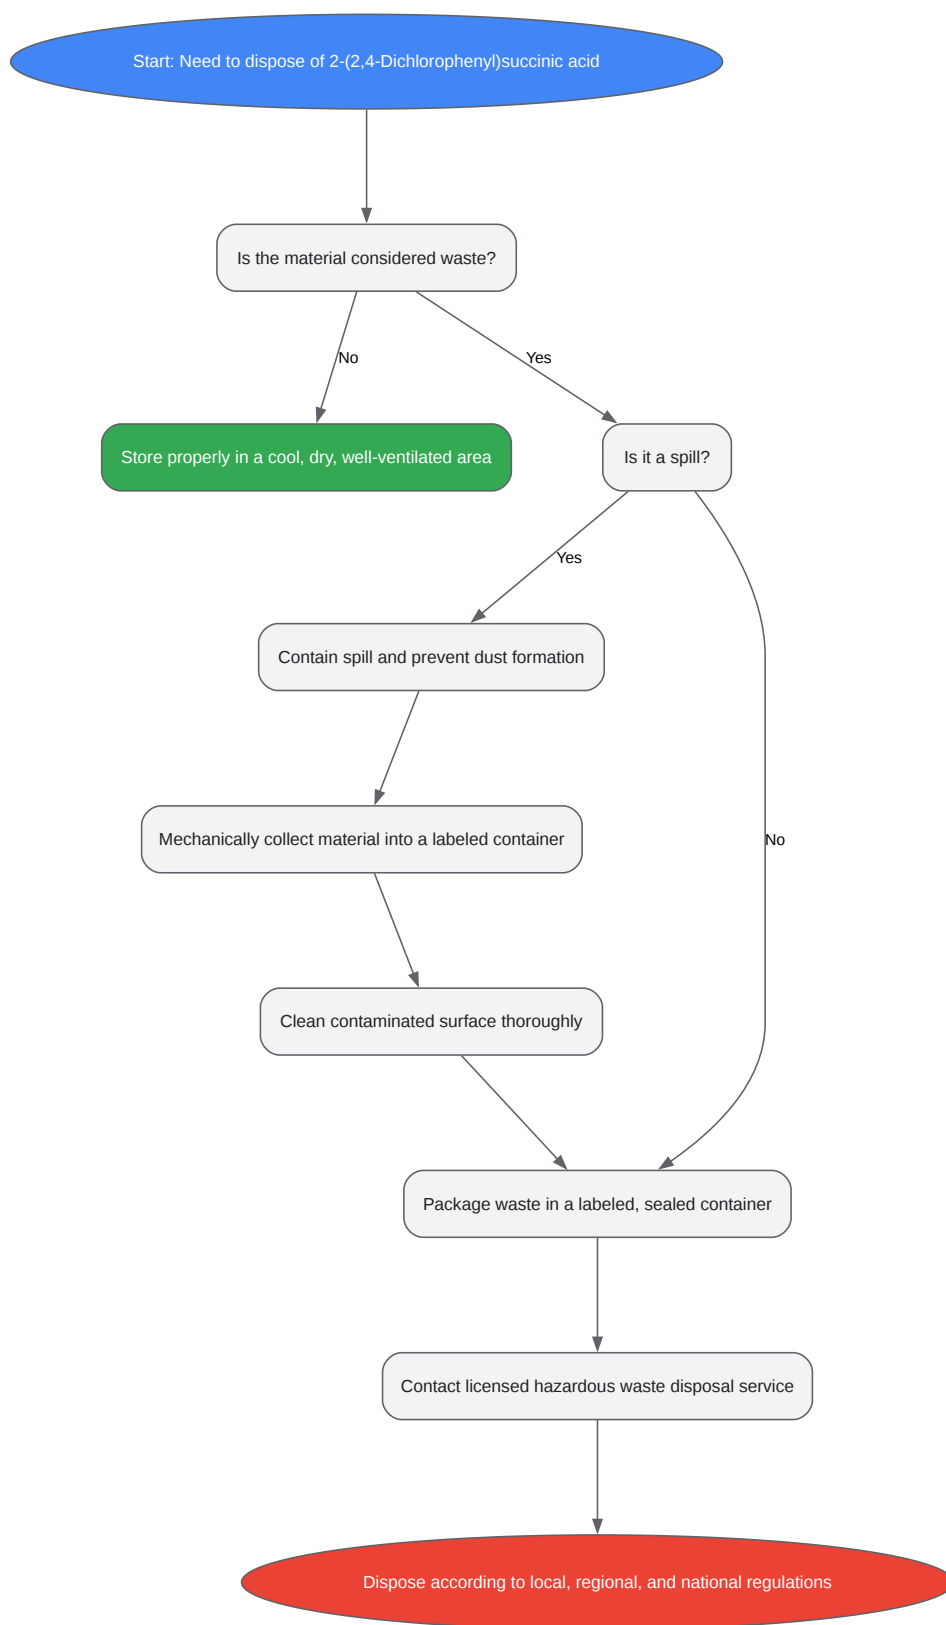 Start: Need to dispose of 2-(2,4-Dichlorophenyl)succinic acid
Is the material considered waste?
No
Yes
Store properly in a cool, dry, well-ventilated area
Is it a spill?
Yes
Contain spill and prevent dust formation
Mechanically collect material into a labeled container
No
Clean contaminated surface thoroughly
Package waste in a labeled, sealed container
Contact licensed hazardous waste disposal service
Dispose according to local, regional, and national regulations